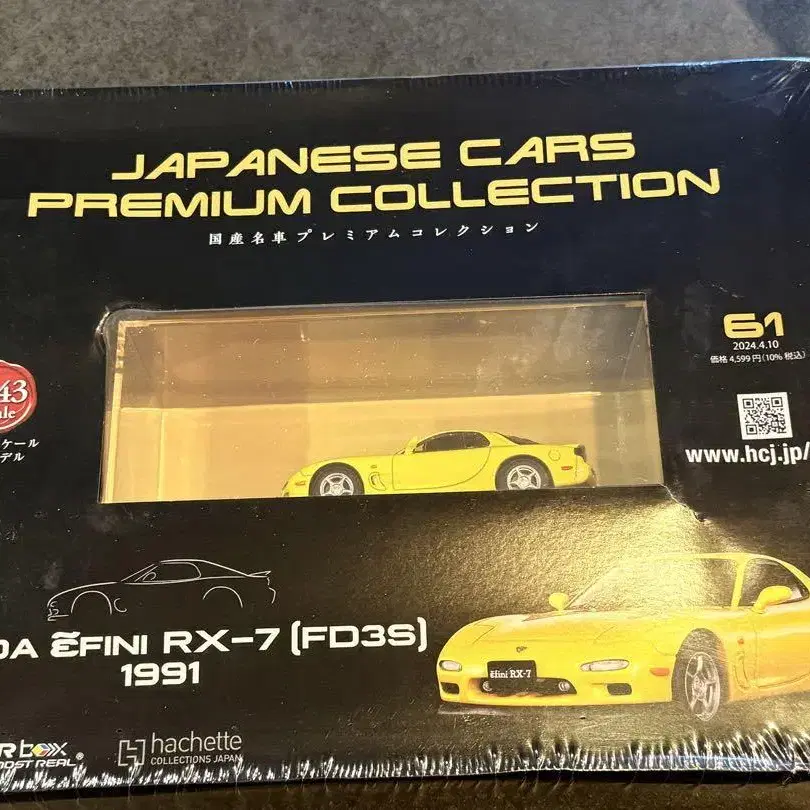 JAPANESE CARS
PREMIUM COLLECTION
国産名車プレミアムコレクション
61
2024.4.10
価格 4,599円(10% 税込)
www.hcj.jp/
43
ケール
デル
DA ẽFINI RX-7 (FD3S)
1991
ẽfini RX-7
hachette
COLLECTIONS JAPAN